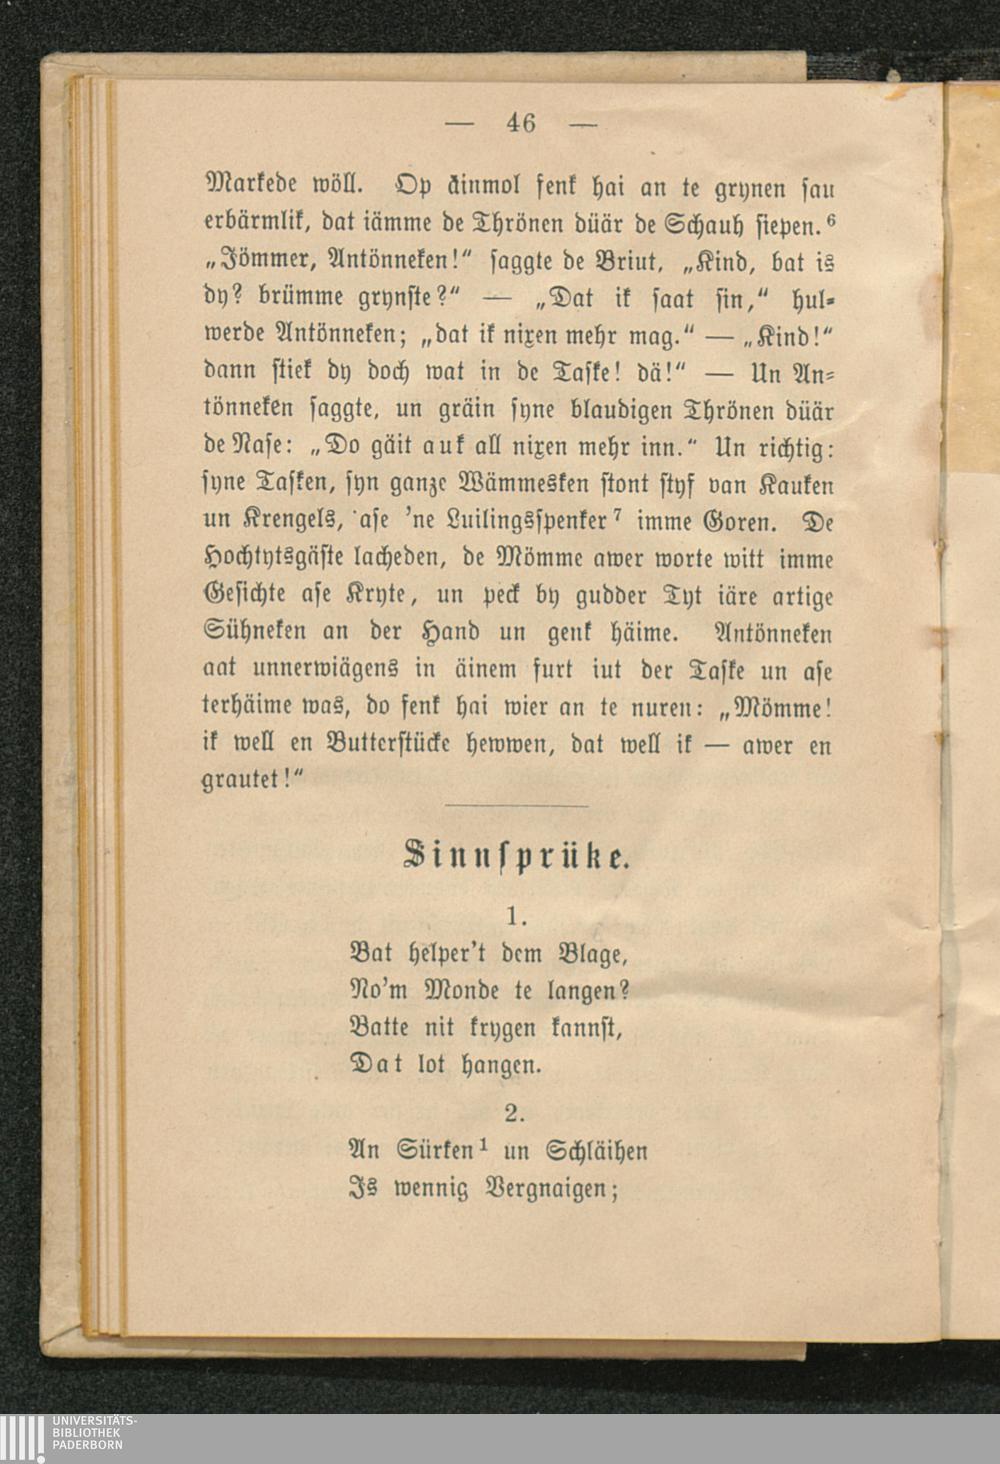 — 46 —
Markede wöll. Op äinmol fenk hai an te grynen sau
erbärmlik, dat iämme de Thrönen düär de Schauh siepen.⁶
„Jömmer, Antönneken!“ saggte de Briut, „Kind, bat is
dy? brümme grynste?“ — „Dat ik saat sin,“ hul-
werde Antönneken; „dat ik nixen mehr mag.“ — „Kind!“
dann stiek dy doch wat in de Taske! dä!“ — Un An-
tönneken saggte, un gräin syne blaudigen Thrönen düär
de Nase: „Do gäit auk all nixen mehr inn.“ Un richtig:
syne Tasken, syn ganze Wämmesken stont styf van Kauken
un Krengels, ase 'ne Luilingsspenker⁷ imme Goren. De
Hochtytsgäste lacheden, de Mömme awer worte witt imme
Gesichte ase Kryte, un peck by gudder Tyt iäre artige
Sühneken an der Hand un genk häime. Antönneken
aat unnerwiägens in äinem furt iut der Taske un ase
terhäime was, do fenk hai wier an te nuren: „Mömme!
ik well en Butterstücke hewwen, dat well ik — awer en
grautet!“
Sinnsprüke.
1.
Bat helper't dem Blage,
No'm Monde te langen?
Batte nit krygen kannst,
Dat lot hangen.
2.
An Sürken¹ un Schläihen
Is wennig Vergnaigen;
UNIVERSITÄTS-
BIBLIOTHEK
PADERBORN